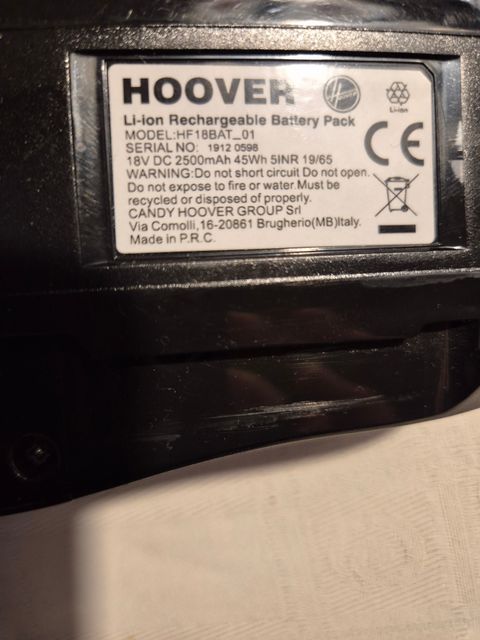 HOOVER
Li-ion
Li-ion Rechargeable Battery Pack
MODEL:HF18BAT_01
SERIAL NO: 1912 0598
18V DC 2500mAh 45Wh 5INR 19/65
WARNING:Do not short circuit Do not open.
Do not expose to fire or water.Must be
recycled or disposed of properly.
CANDY HOOVER GROUP Srl
Via Comolli,16-20861 Brugherio(MB)Italy.
Made in P.R.C.
CE